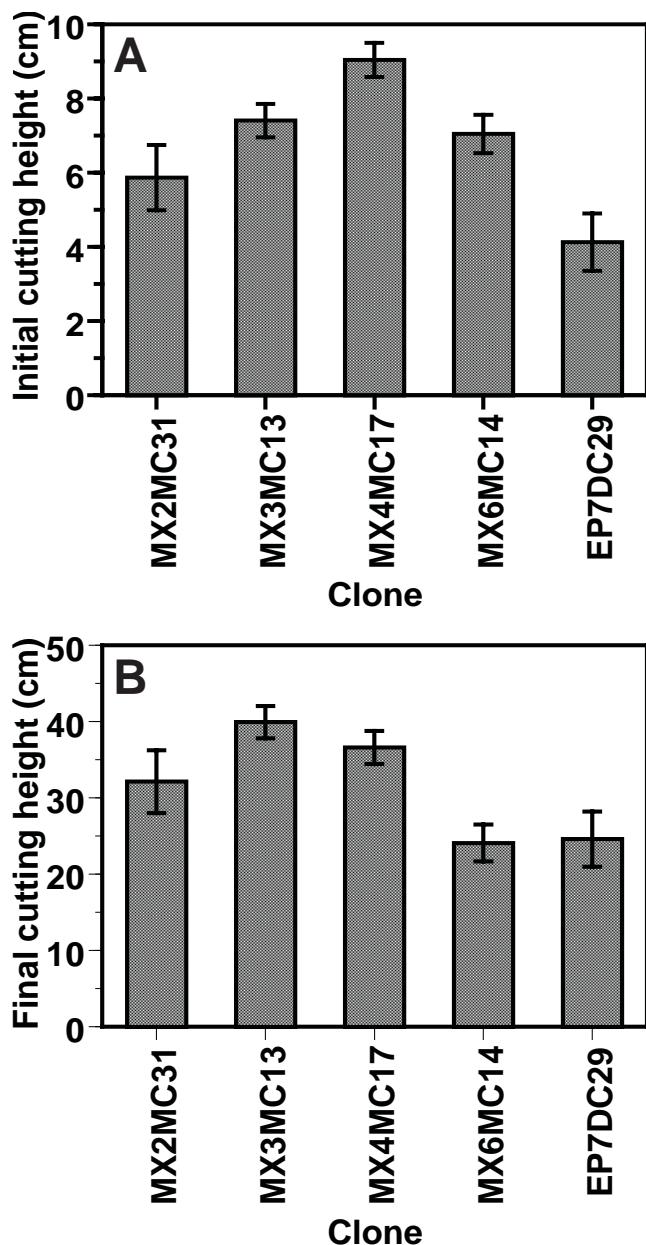 A
Initial cutting height (cm)
10
8
6
4
2
0
MX2MC31
MX3MC13
MX4MC17
MX6MC14
EP7DC29
Clone
B
Final cutting height (cm)
50
40
30
20
10
0
MX2MC31
MX3MC13
MX4MC17
MX6MC14
EP7DC29
Clone